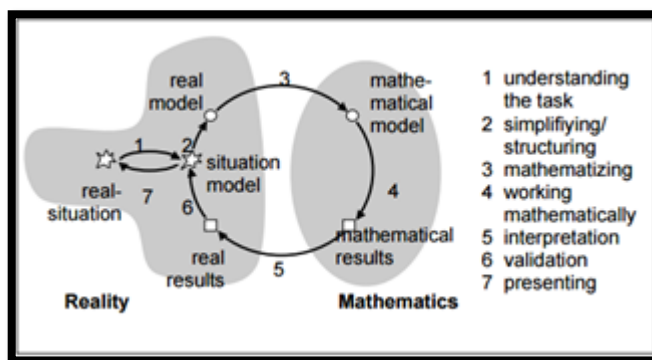 real
model
3
mathe-
matical
model
1
2
situation
model
7
real-
situation
6
4
real
results
5
mathematical
results
Reality
Mathematics
1 understanding
the task
2 simplifiying/
structuring
3 mathematizing
4 working
mathematically
5 interpretation
6 validation
7 presenting